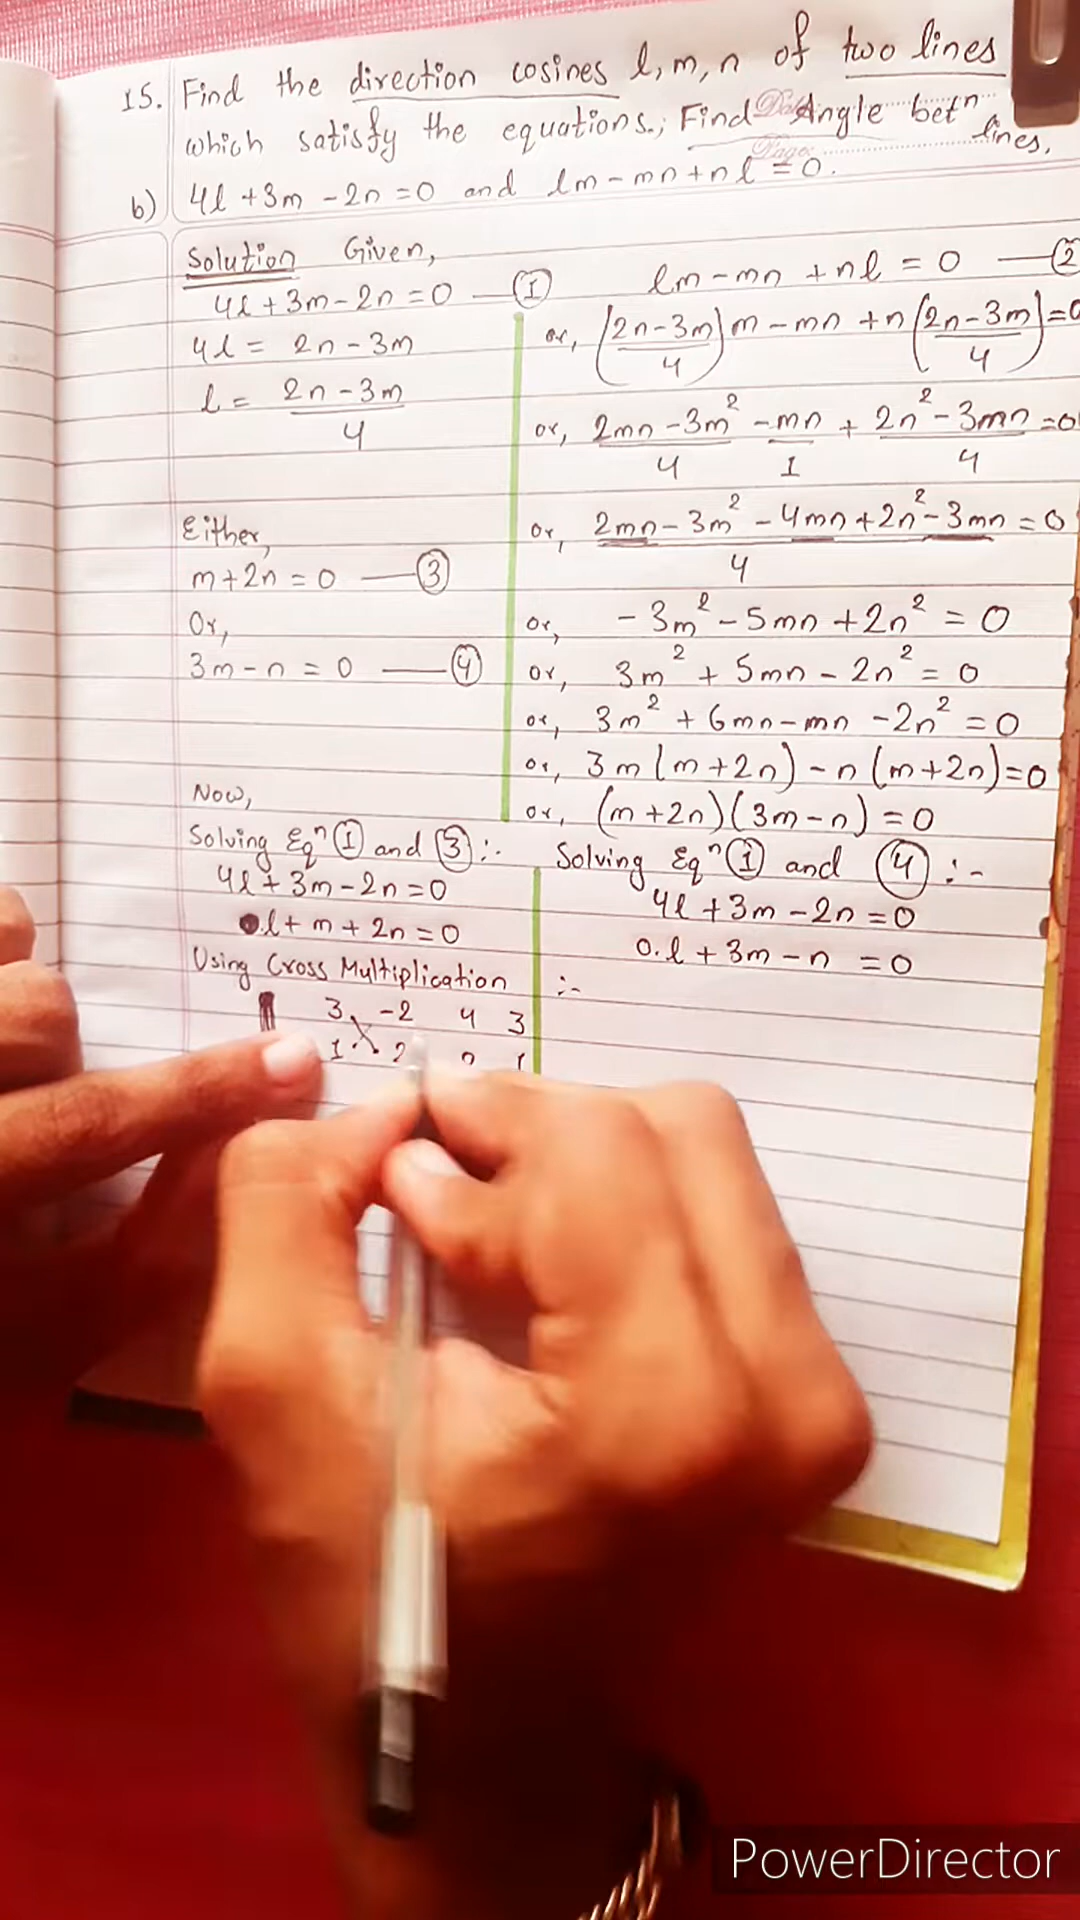 15. Find the direction cosines l, m, n of two lines
which satisfy the equations.; Find Angle betⁿ lines.
b) 4l + 3m - 2n = 0 and lm - mn + nl = 0.
Solution Given,
4l + 3m - 2n = 0 — ①
4l = 2n - 3m
l = (2n - 3m)/4
lm - mn + nl = 0 — ②
or, ((2n - 3m)/4) m - mn + n ((2n - 3m)/4) = 0
or, (2mn - 3m²)/4 - mn/1 + (2n² - 3mn)/4 = 0
or, (2mn - 3m² - 4mn + 2n² - 3mn)/4 = 0
or, - 3m² - 5mn + 2n² = 0
or, 3m² + 5mn - 2n² = 0
or, 3m² + 6mn - mn - 2n² = 0
or, 3m (m + 2n) - n (m + 2n) = 0
or, (m + 2n) (3m - n) = 0
Either,
m + 2n = 0 — ③
Or,
3m - n = 0 — ④
Now,
Solving Eqⁿ ① and ③ :-
4l + 3m - 2n = 0
0.l + m + 2n = 0
Using Cross Multiplication :-
3 -2 4 3
1 2 0 1
Solving Eqⁿ ① and ④ :-
4l + 3m - 2n = 0
0.l + 3m - n = 0
PowerDirector